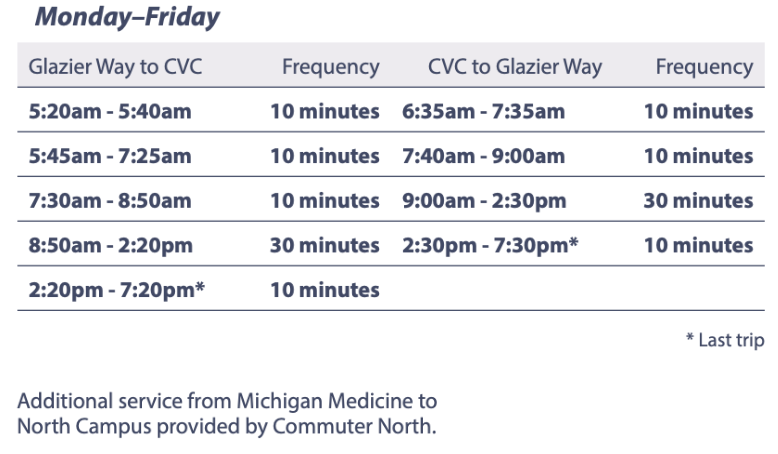 Monday–Friday
Glazier Way to CVC Frequency CVC to Glazier Way Frequency
5:20am - 5:40am 10 minutes 6:35am - 7:35am 10 minutes
5:45am - 7:25am 10 minutes 7:40am - 9:00am 10 minutes
7:30am - 8:50am 10 minutes 9:00am - 2:30pm 30 minutes
8:50am - 2:20pm 30 minutes 2:30pm - 7:30pm* 10 minutes
2:20pm - 7:20pm* 10 minutes
* Last trip
Additional service from Michigan Medicine to
North Campus provided by Commuter North.